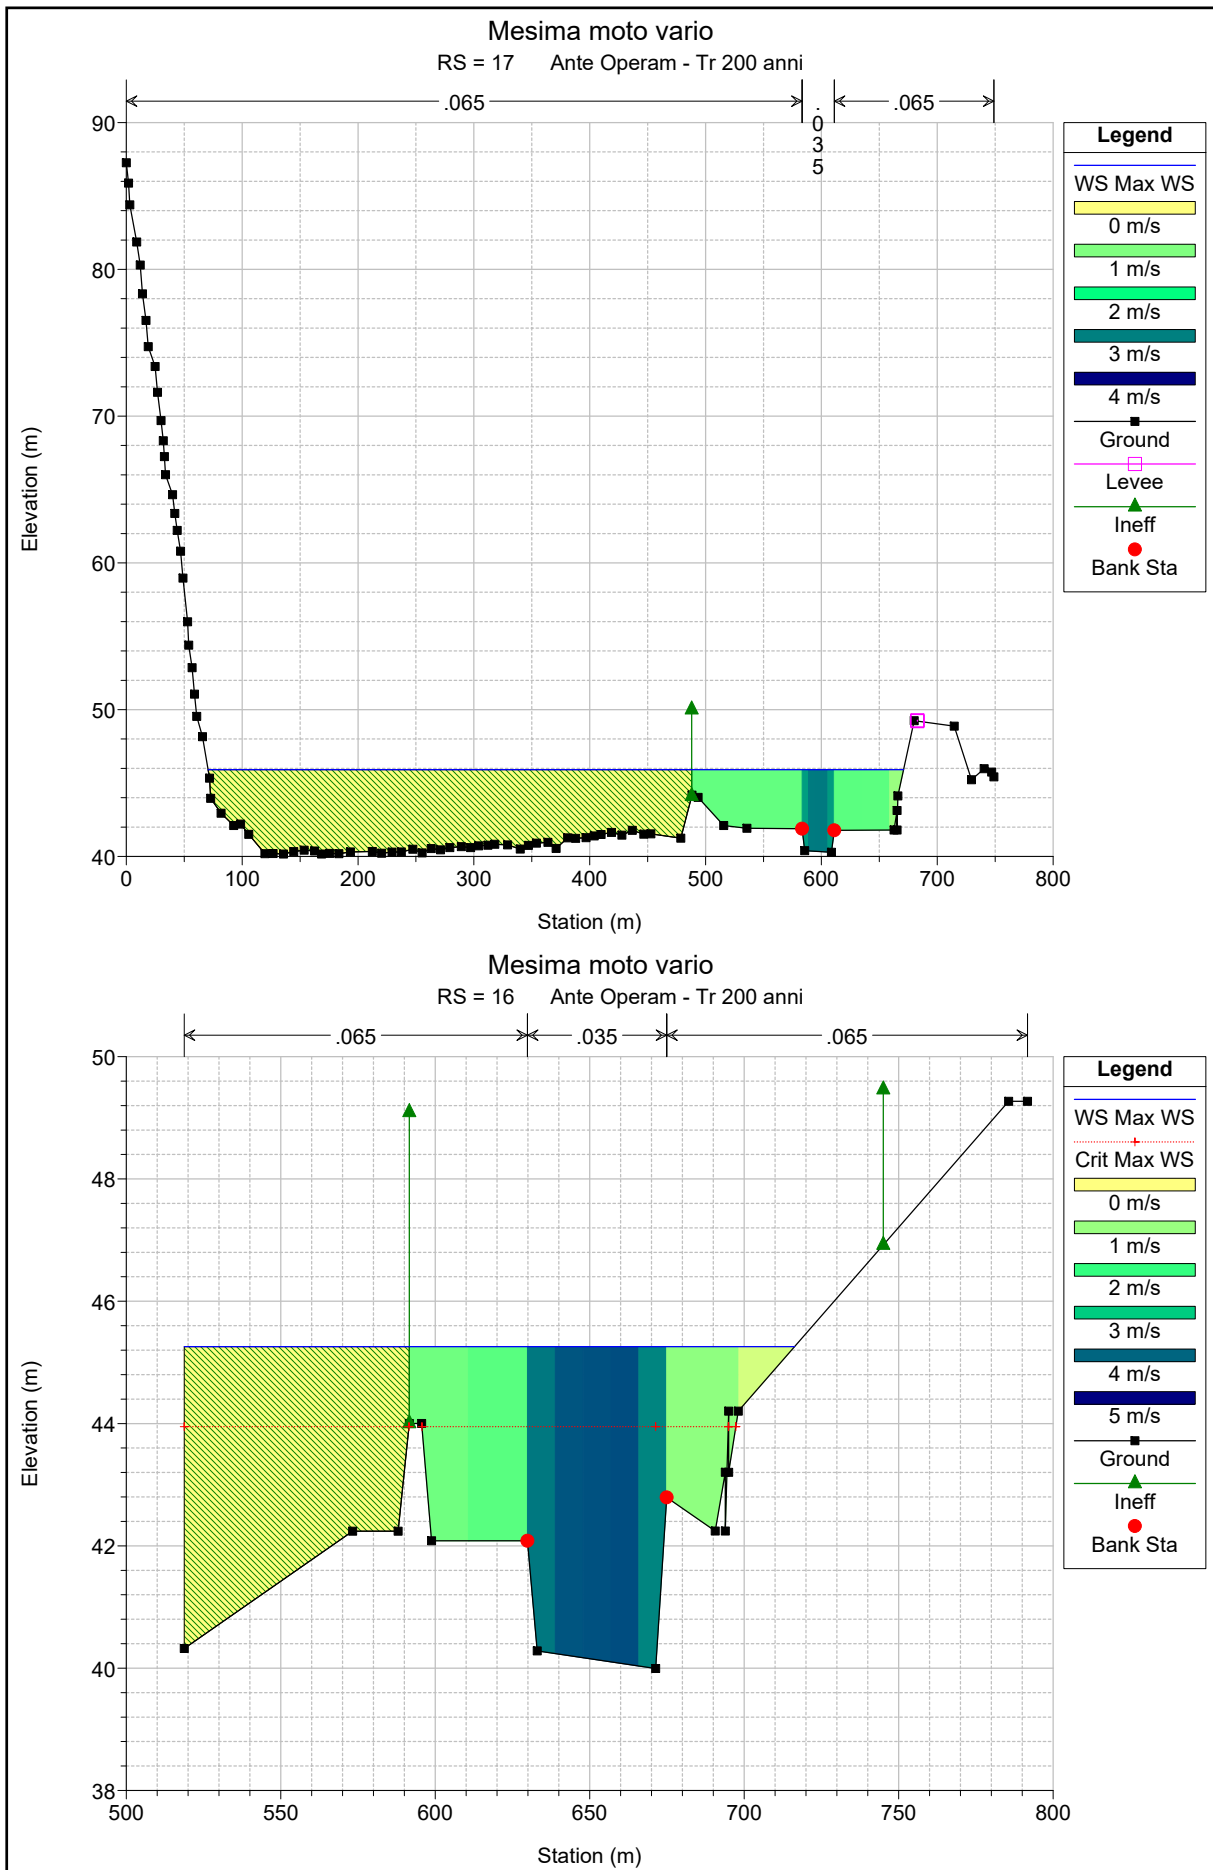 Mesima moto vario
RS = 17 Ante Operam - Tr 200 anni
.065
.035
.065
90
80
70
60
50
40
Elevation (m)
0 100 200 300 400 500 600 700 800
Station (m)
Legend
WS Max WS
0 m/s
1 m/s
2 m/s
3 m/s
4 m/s
Ground
Levee
Ineff
Bank Sta
Mesima moto vario
RS = 16 Ante Operam - Tr 200 anni
.065
.035
.065
50
48
46
44
42
40
38
Elevation (m)
500 550 600 650 700 750 800
Station (m)
Legend
WS Max WS
Crit Max WS
0 m/s
1 m/s
2 m/s
3 m/s
4 m/s
5 m/s
Ground
Ineff
Bank Sta